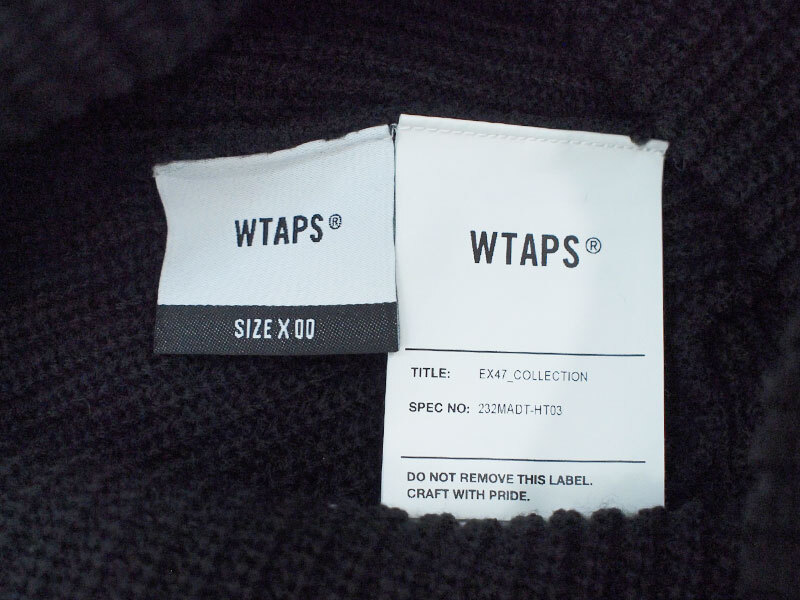 WTAPS®
SIZE X 00
WTAPS®
TITLE: EX47_COLLECTION
SPEC NO: 232MADT-HT03
DO NOT REMOVE THIS LABEL.
CRAFT WITH PRIDE.